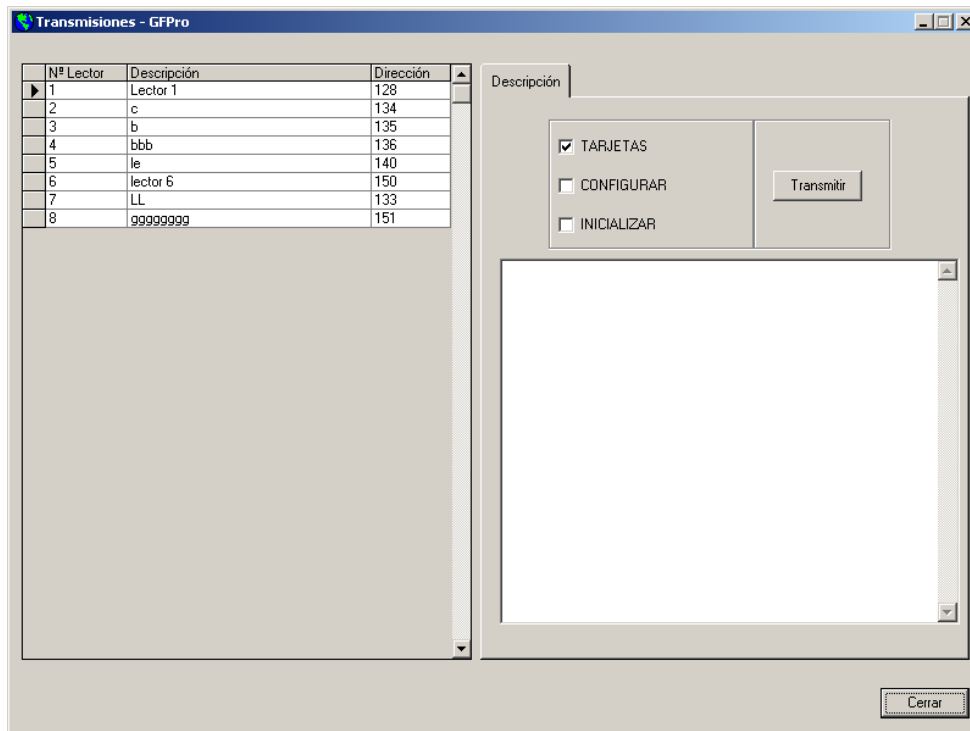 Transmisiones - GFPro
Nº Lector Descripción Dirección
1 Lector 1 128
2 c 134
3 b 135
4 bbb 136
5 le 140
6 lector 6 150
7 LL 133
8 gggggggg 151
Descripción
TARJETAS
CONFIGURAR
INICIALIZAR
Transmitir
Cerrar